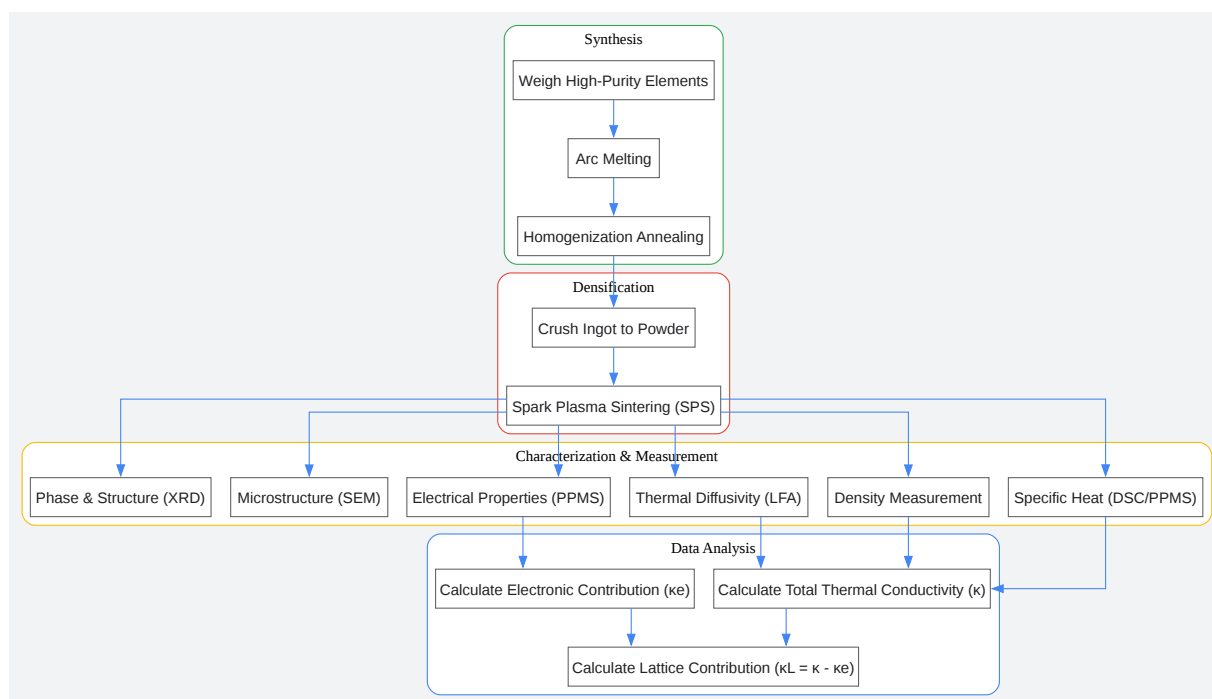 Synthesis
Weigh High-Purity Elements
Arc Melting
Homogenization Annealing
Densification
Crush Ingot to Powder
Spark Plasma Sintering (SPS)
Characterization & Measurement
Phase & Structure (XRD)
Microstructure (SEM)
Electrical Properties (PPMS)
Thermal Diffusivity (LFA)
Density Measurement
Specific Heat (DSC/PPMS)
Data Analysis
Calculate Electronic Contribution (κe)
Calculate Total Thermal Conductivity (κ)
Calculate Lattice Contribution (κL = κ - κe)